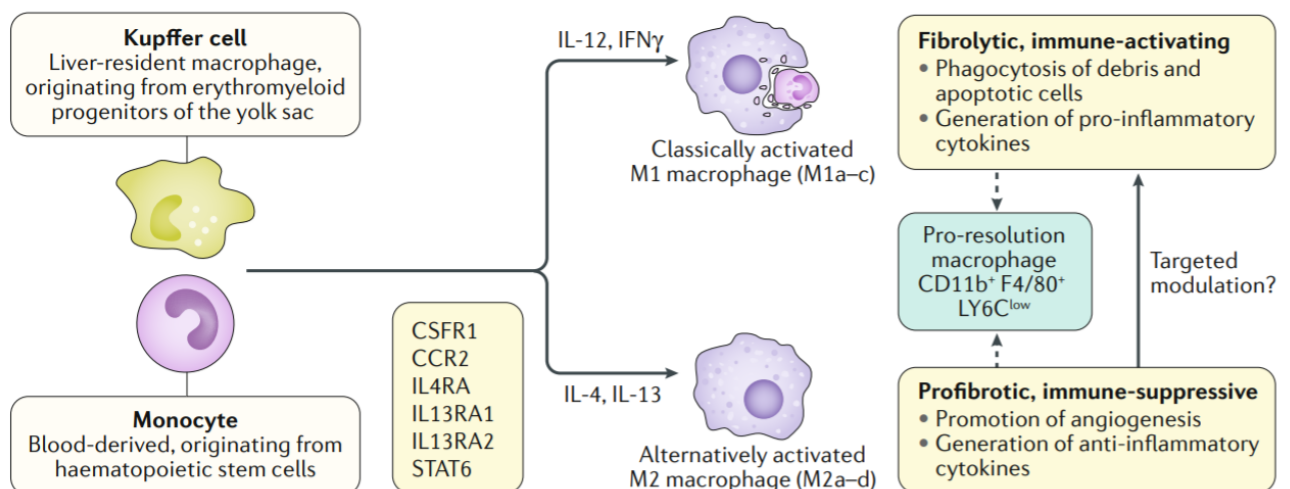 Kupffer cell
Liver-resident macrophage,
originating from erythromyeloid
progenitors of the yolk sac
Monocyte
Blood-derived, originating from
haematopoietic stem cells
CSFR1
CCR2
IL4RA
IL13RA1
IL13RA2
STAT6
IL-12, IFNγ
Classically activated
M1 macrophage (M1a–c)
IL-4, IL-13
Alternatively activated
M2 macrophage (M2a–d)
Fibrolytic, immune-activating
• Phagocytosis of debris and
apoptotic cells
• Generation of pro-inflammatory
cytokines
Pro-resolution
macrophage
CD11b⁺ F4/80⁺
LY6Cˡᵒʷ
Targeted
modulation?
Profibrotic, immune-suppressive
• Promotion of angiogenesis
• Generation of anti-inflammatory
cytokines